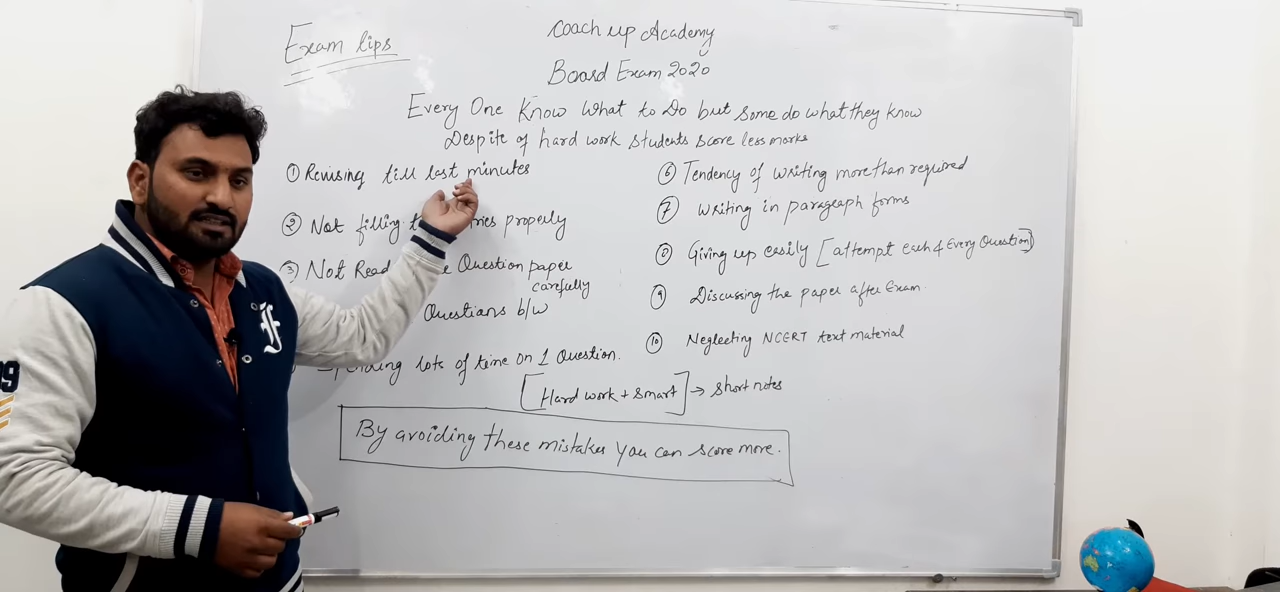 Exam tips
Coach up Academy
Board Exam 2020
Every One Know What to Do but some do what they know
Despite of hard work students score less marks
① Revising till last minutes
② Not filling properly
③ Not Question paper
carefully
Questions b/w
lots of time on 1 Question.
⑥ Tendency of writing more than required
⑦ Writing in paragraph forms
Giving up easily [attempt each & Every Question]
⑨ Discussing the paper after Exam.
⑩ Neglecting NCERT text material
[Hard work + smart] → short notes
By avoiding these mistakes you can score more.
F